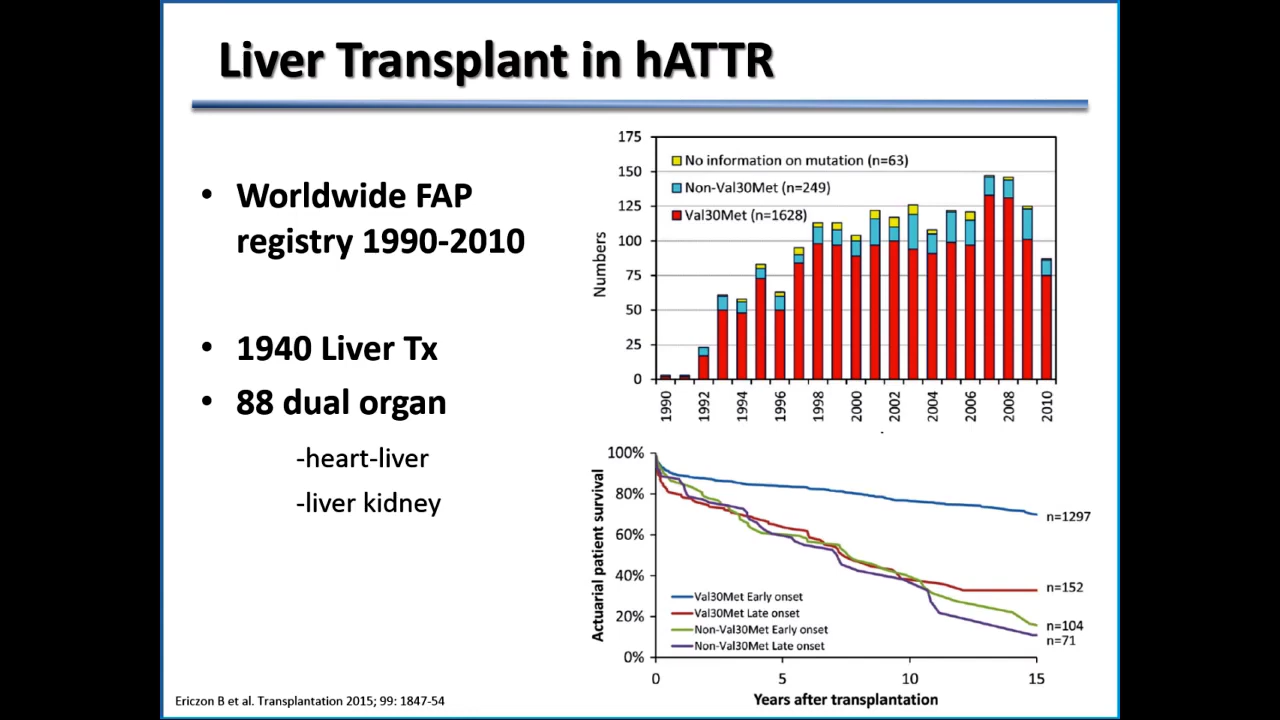 Liver Transplant in hATTR
• Worldwide FAP
registry 1990-2010
• 1940 Liver Tx
• 88 dual organ
-heart-liver
-liver kidney
175
150
125
100
75
50
25
0
Numbers
No information on mutation (n=63)
Non-Val30Met (n=249)
Val30Met (n=1628)
1990
1992
1994
1996
1998
2000
2002
2004
2006
2008
2010
100%
80%
60%
40%
20%
0%
Actuarial patient survival
n=1297
n=152
n=104
n=71
Val30Met Early onset
Val30Met Late onset
Non-Val30Met Early onset
Non-Val30Met Late onset
0 5 10 15
Years after transplantation
Ericzon B et al. Transplantation 2015; 99: 1847-54